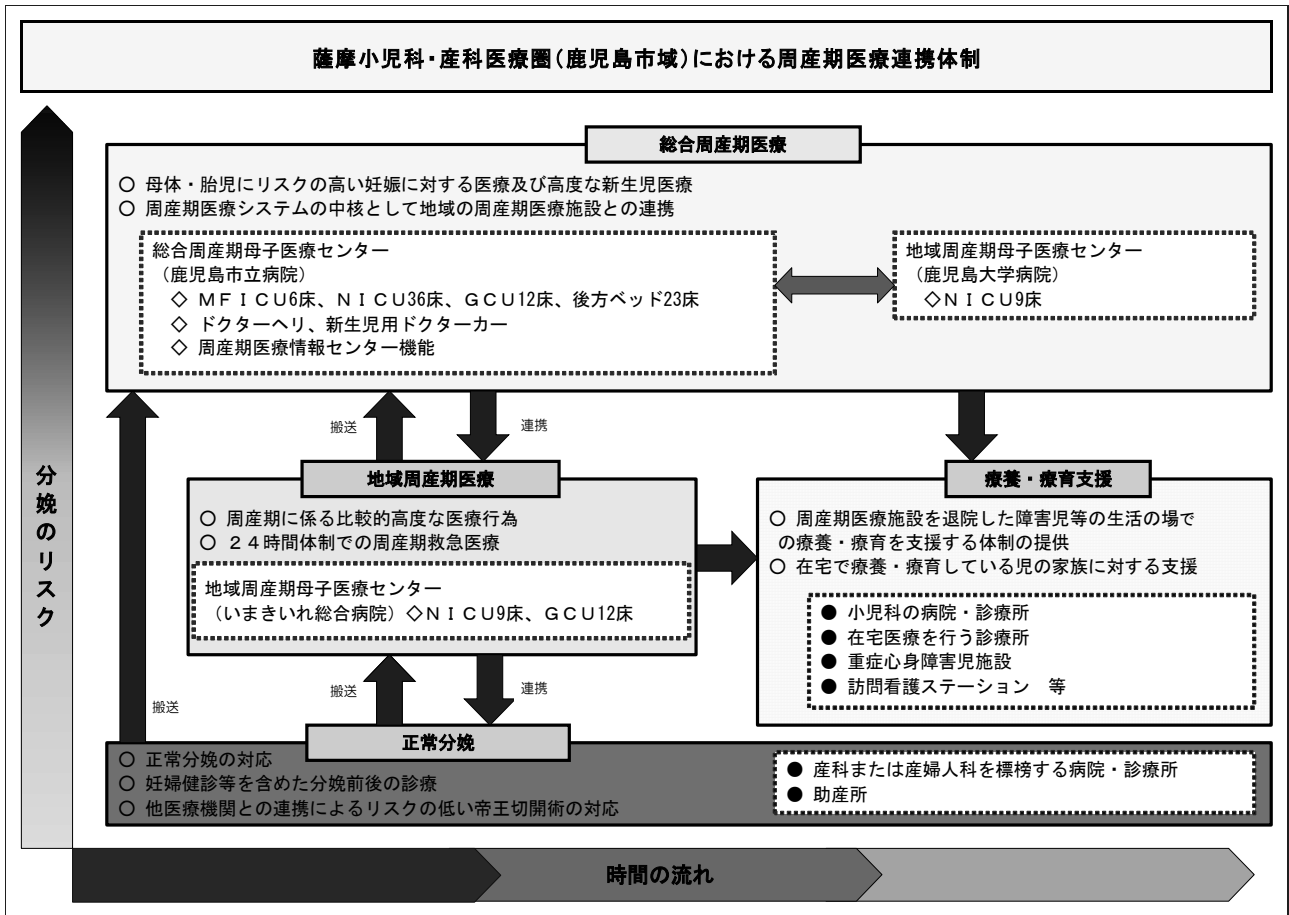 薩摩小児科・産科医療圏(鹿児島市域)における周産期医療連携体制
総合周産期医療
○ 母体・胎児にリスクの高い妊娠に対する医療及び高度な新生児医療
○ 周産期医療システムの中核として地域の周産期医療施設との連携
総合周産期母子医療センター
(鹿児島市立病院)
◇ ＭＦＩＣＵ6床、ＮＩＣＵ36床、ＧＣＵ12床、後方ベッド23床
◇ ドクターヘリ、新生児用ドクターカー
◇ 周産期医療情報センター機能
地域周産期母子医療センター
(鹿児島大学病院)
◇ＮＩＣＵ9床
搬送
連携
分娩のリスク
地域周産期医療
○ 周産期に係る比較的高度な医療行為
○ ２４時間体制での周産期救急医療
地域周産期母子医療センター
(いまきいれ総合病院) ◇ＮＩＣＵ9床、ＧＣＵ12床
療養・療育支援
○ 周産期医療施設を退院した障害児等の生活の場で
の療養・療育を支援する体制の提供
○ 在宅で療養・療育している児の家族に対する支援
● 小児科の病院・診療所
● 在宅医療を行う診療所
● 重症心身障害児施設
● 訪問看護ステーション　等
搬送
搬送
連携
正常分娩
○ 正常分娩の対応
○ 妊婦健診等を含めた分娩前後の診療
○ 他医療機関との連携によるリスクの低い帝王切開術の対応
● 産科または産婦人科を標榜する病院・診療所
● 助産所
時間の流れ